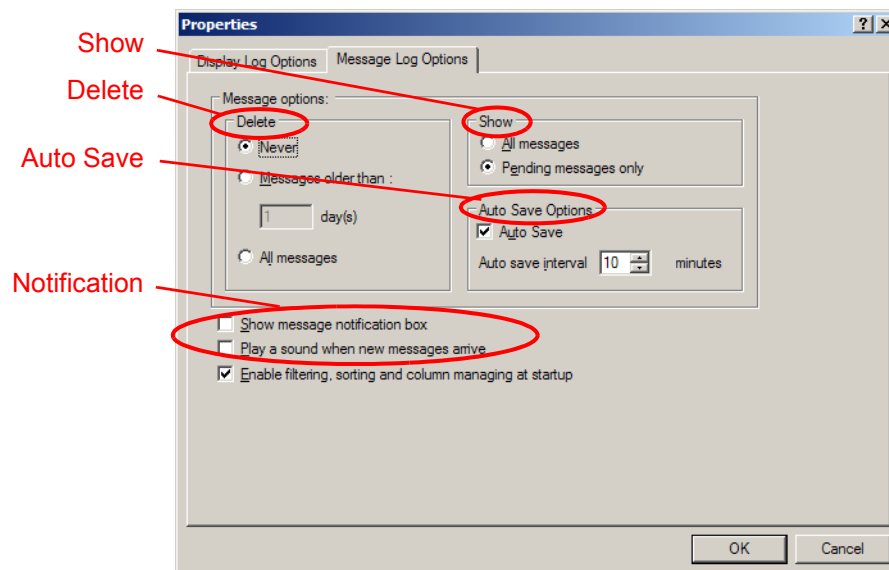 Properties
Show
Display Log Options
Message Log Options
Delete
Message options:
Delete
Show
Never
All messages
Auto Save
Messages older than :
Pending messages only
1 day(s)
Auto Save Options
Auto Save
All messages
Auto save interval 10 minutes
Notification
Show message notification box
Play a sound when new messages arrive
Enable filtering, sorting and column managing at startup
OK
Cancel